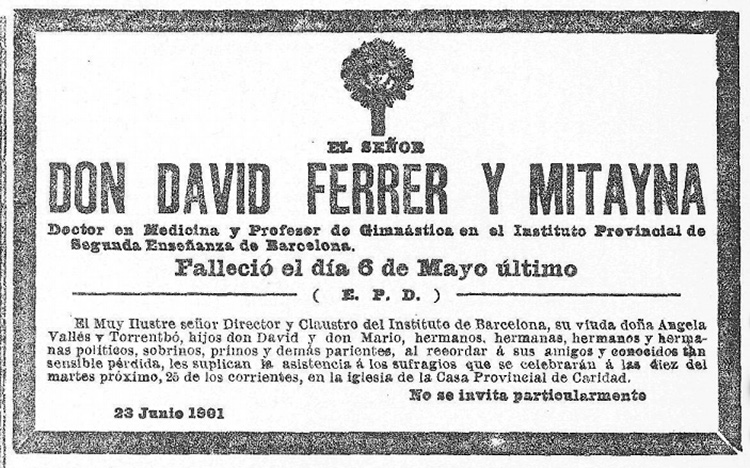 EL SEÑOR
DON DAVID FERRER Y MITAYNA
Doctor en Medicina y Profesor de Gimnástica en el Instituto Provincial de
Segunda Enseñanza de Barcelona.
Falleció el día 6 de Mayo último
( E. P. D. )
El Muy Ilustre señor Director y Claustro del Instituto de Barcelona, su viuda doña Angela
Vallés y Torrentbó, hijos don David y don Mario, hermanos, hermanas, hermanos y herma-
nas políticos, sobrinos, primos y demás parientes, al recordar á sus amigos y conocidos tan
sensible pérdida, les suplican la asistencia á los sufragios que se celebrarán á las diez del
martes próximo, 25 de los corrientes, en la iglesia de la Casa Provincial de Caridad.
No se invita particularmente
23 Junio 1901